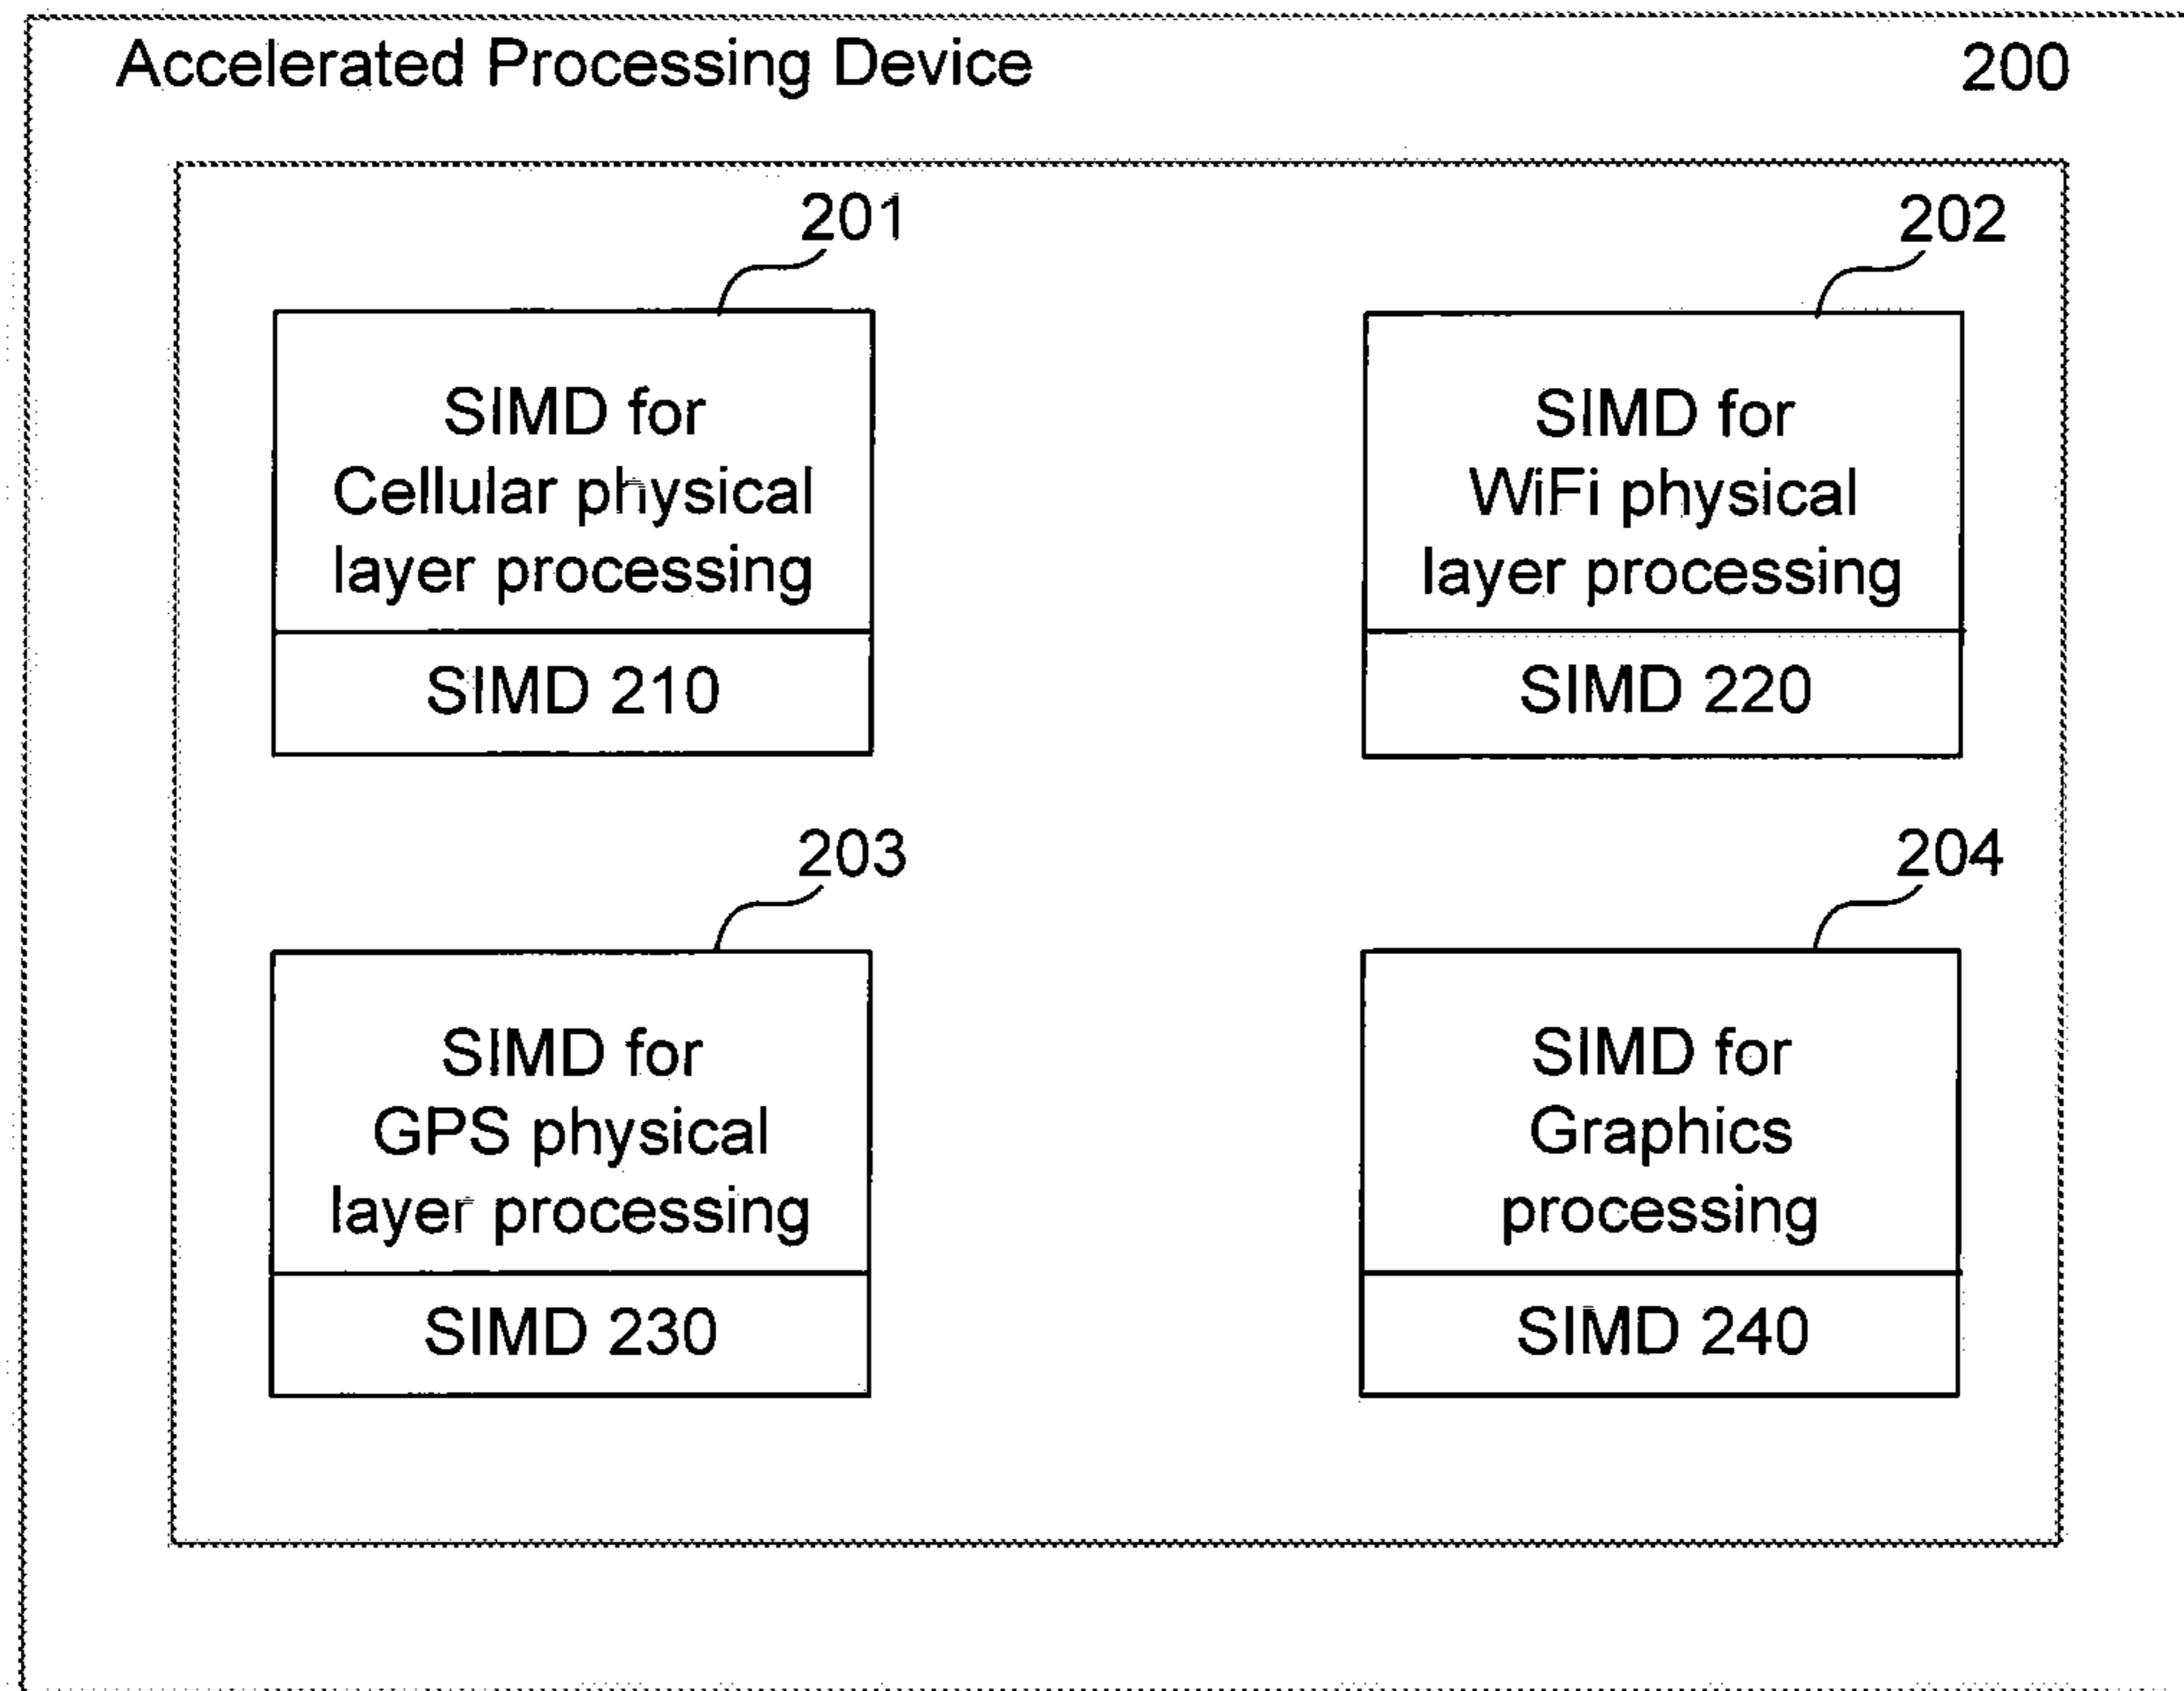 Accelerated Processing Device 200
201
202
SIMD for
Cellular physical
layer processing
SIMD 210
SIMD for
WiFi physical
layer processing
SIMD 220
203
204
SIMD for
GPS physical
layer processing
SIMD 230
SIMD for
Graphics
processing
SIMD 240